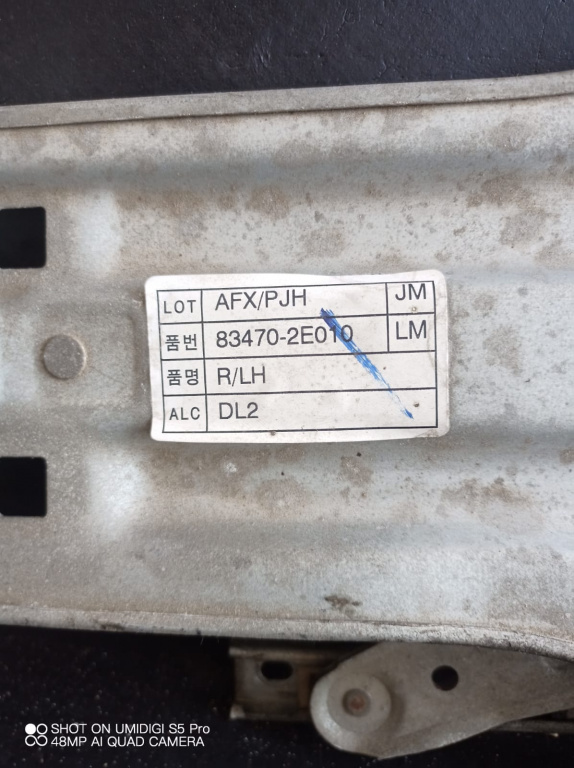 LOT AFX/PJH JM
품번 83470-2E010 LM
품명 R/LH
ALC DL2
SHOT ON UMIDIGI S5 Pro
48MP AI QUAD CAMERA